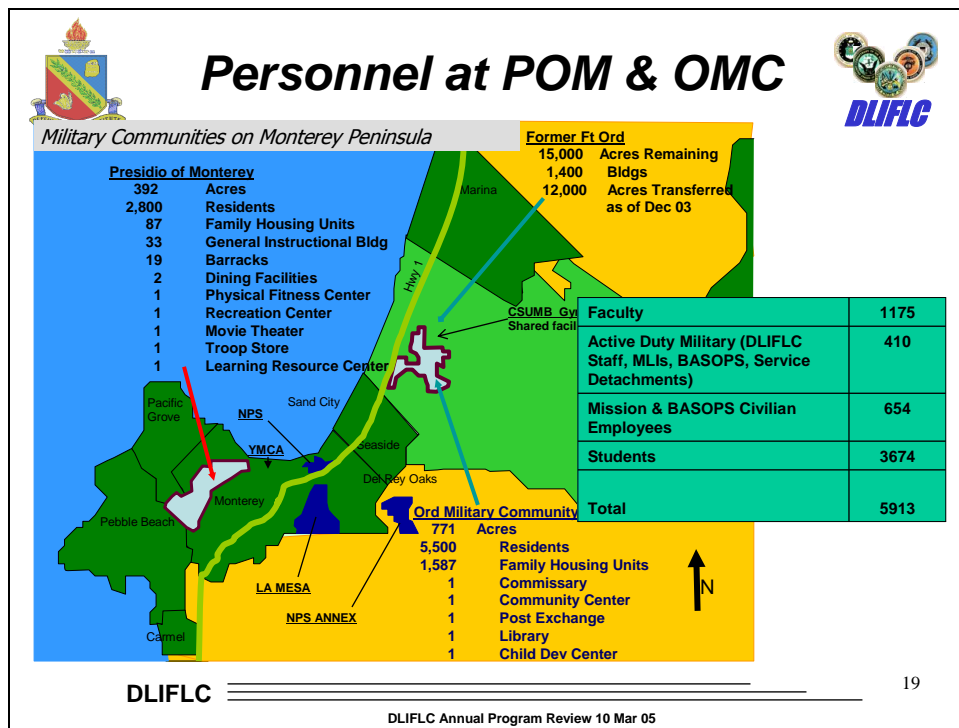 Personnel at POM & OMC
DLIFLC
Military Communities on Monterey Peninsula
Presidio of Monterey
392 Acres
2,800 Residents
87 Family Housing Units
33 General Instructional Bldg
19 Barracks
2 Dining Facilities
1 Physical Fitness Center
1 Recreation Center
1 Movie Theater
1 Troop Store
1 Learning Resource Center
Former Ft Ord
15,000 Acres Remaining
1,400 Bldgs
12,000 Acres Transferred
as of Dec 03
Marina
Hwy 1
CSUMB Gy
Shared facil
Faculty 1175
Active Duty Military (DLIFLC
Staff, MLIs, BASOPS, Service
Detachments) 410
Mission & BASOPS Civilian
Employees 654
Students 3674
Total 5913
Pacific
Grove
Sand City
NPS
YMCA
Seaside
Del Rey Oaks
Monterey
Pebble Beach
LA MESA
NPS ANNEX
Carmel
Ord Military Community
771 Acres
5,500 Residents
1,587 Family Housing Units
1 Commissary
1 Community Center
1 Post Exchange
1 Library
1 Child Dev Center
N
DLIFLC
19
DLIFLC Annual Program Review 10 Mar 05